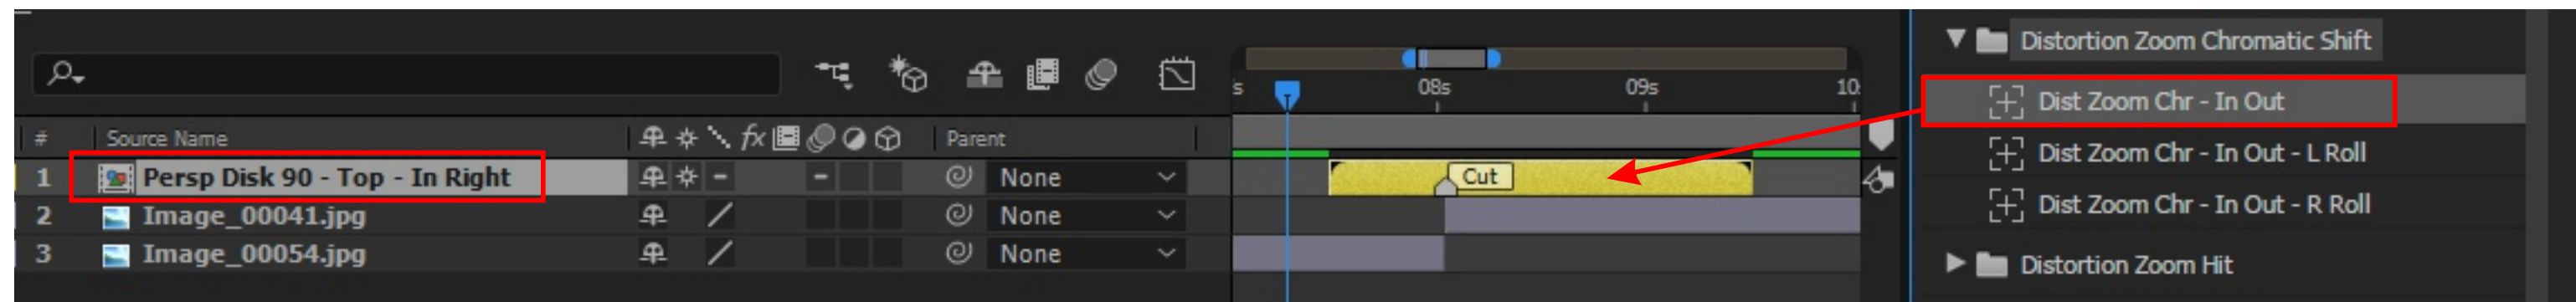 Distortion Zoom Chromatic Shift
s 08s 09s 10
Dist Zoom Chr - In Out
# Source Name fx Parent
Dist Zoom Chr - In Out - L Roll
1 Persp Disk 90 - Top - In Right None Cut
2 Image_00041.jpg None
Dist Zoom Chr - In Out - R Roll
3 Image_00054.jpg None
Distortion Zoom Hit